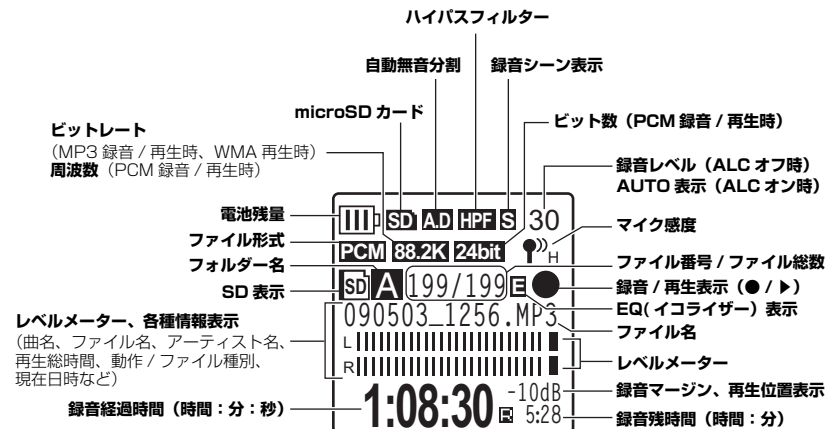 ハイパスフィルター
自動無音分割
録音シーン表示
microSD カード
ビットレート
（MP3 録音 / 再生時、WMA 再生時）
周波数（PCM 録音 / 再生時）
ビット数（PCM 録音 / 再生時）
録音レベル（ALC オフ時）
AUTO 表示（ALC オン時）
電池残量
ファイル形式
フォルダー名
SD 表示
マイク感度
ファイル番号 / ファイル総数
録音 / 再生表示（● / ▶）
EQ( イコライザー）表示
ファイル名
レベルメーター、各種情報表示
（曲名、ファイル名、アーティスト名、
再生総時間、動作 / ファイル種別、
現在日時など）
レベルメーター
録音マージン、再生位置表示
録音経過時間（時間：分：秒）
録音残時間（時間：分）
SD A.D HPF S 30
PCM 88.2K 24bit H
SD A 199/199 E
090503_1256.MP3
L
R
-10dB
1:08:30 R 5:28